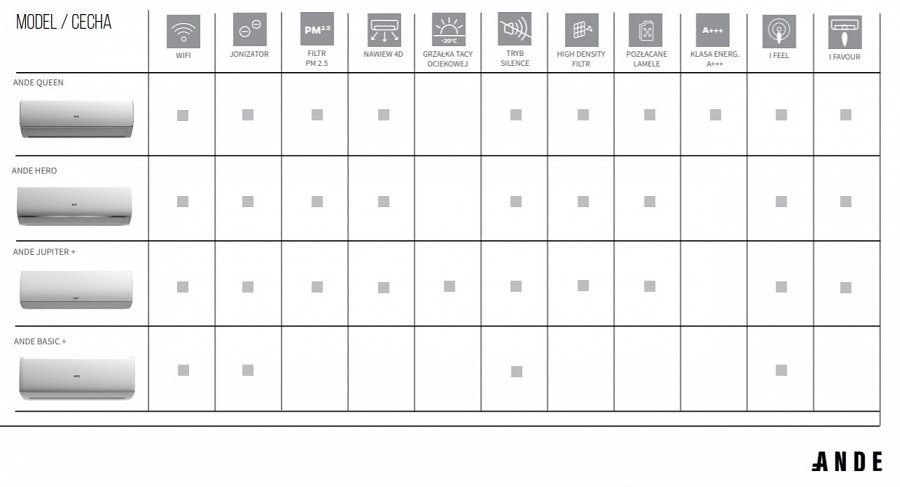 MODEL / CECHA
WIFI
JONIZATOR
PM2.5
FILTR
PM 2.5
NAWIEW 4D
-20°C
GRZAŁKA TACY
OCIEKOWEJ
TRYB
SILENCE
HIGH DENSITY
FILTR
POZŁACANE
LAMELE
A+++
KLASA ENERG.
A+++
I FEEL
I FAVOUR
ANDE QUEEN
ANDE HERO
ANDE JUPITER +
ANDE BASIC +
ANDE